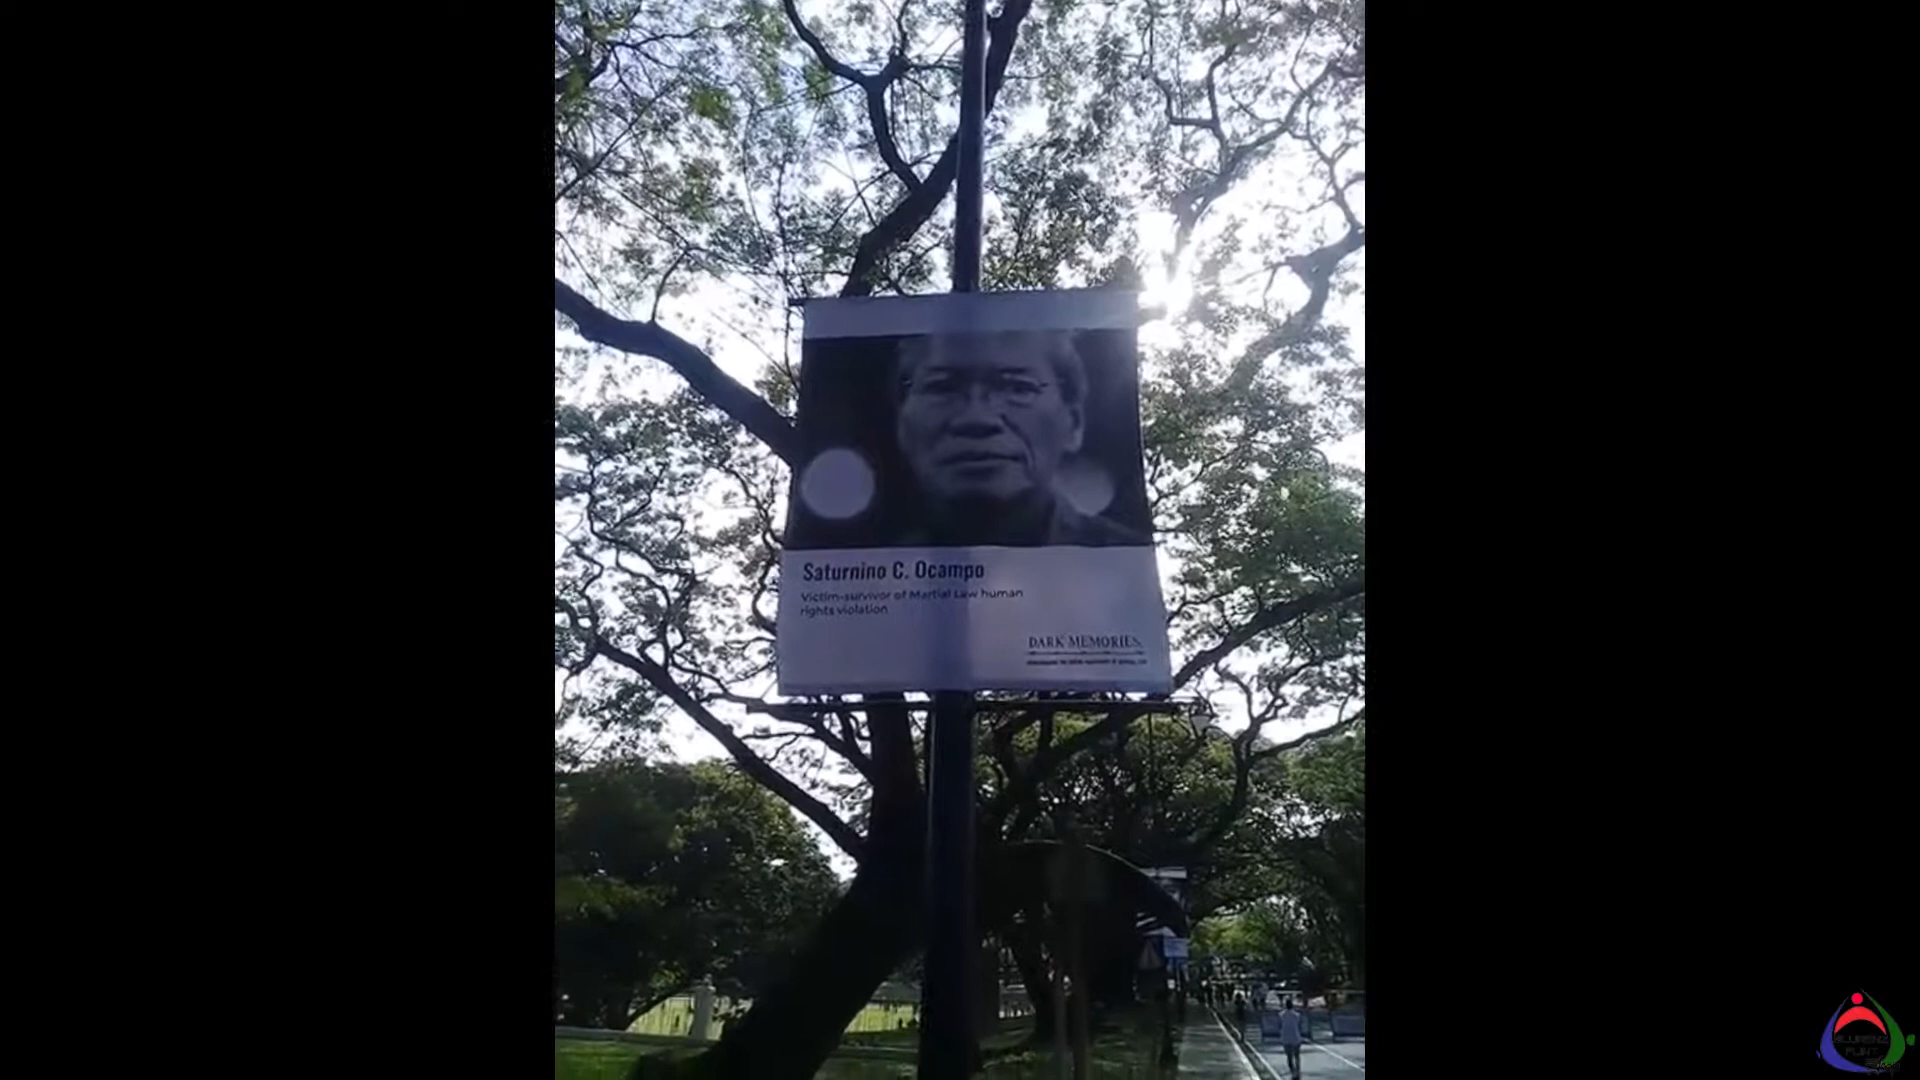 Saturnino C. Ocampo
Victim-survivor of Martial Law human
rights violation
DARK MEMORIES